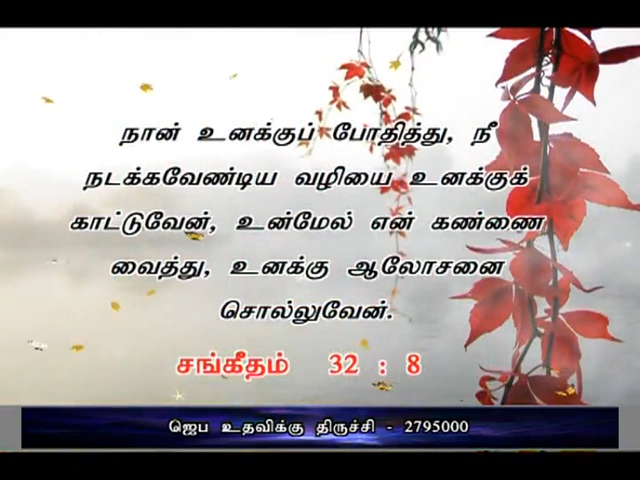 நான் உனக்குப் போதித்து, நீ
நடக்கவேண்டிய வழியை உனக்குக்
காட்டுவேன், உன்மேல் என் கண்ணை
வைத்து, உனக்கு ஆலோசனை
சொல்லுவேன்.
சங்கீதம் 32 : 8
ஜெப உதவிக்கு திருச்சி - 2795000